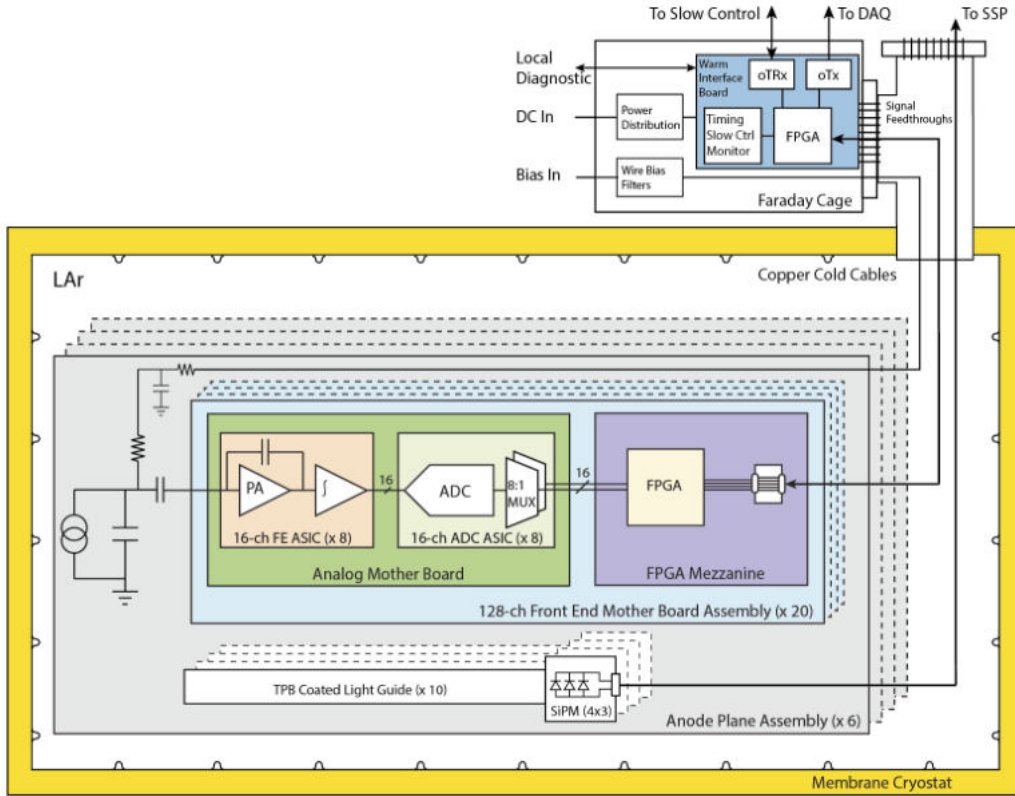 To Slow Control
To DAQ
To SSP
Local
Diagnostic
DC In
Bias In
Warm
Interface
Board
oTRx
oTx
Power
Distribution
Timing
Slow Ctrl
Monitor
FPGA
Signal
Feedthroughs
Wire Bias
Filters
Faraday Cage
LAr
Copper Cold Cables
PA
∫
16
ADC
8:1
MUX
16
FPGA
16-ch FE ASIC (x 8)
16-ch ADC ASIC (x 8)
Analog Mother Board
FPGA Mezzanine
128-ch Front End Mother Board Assembly (x 20)
TPB Coated Light Guide (x 10)
SiPM (4x3)
Anode Plane Assembly (x 6)
Membrane Cryostat